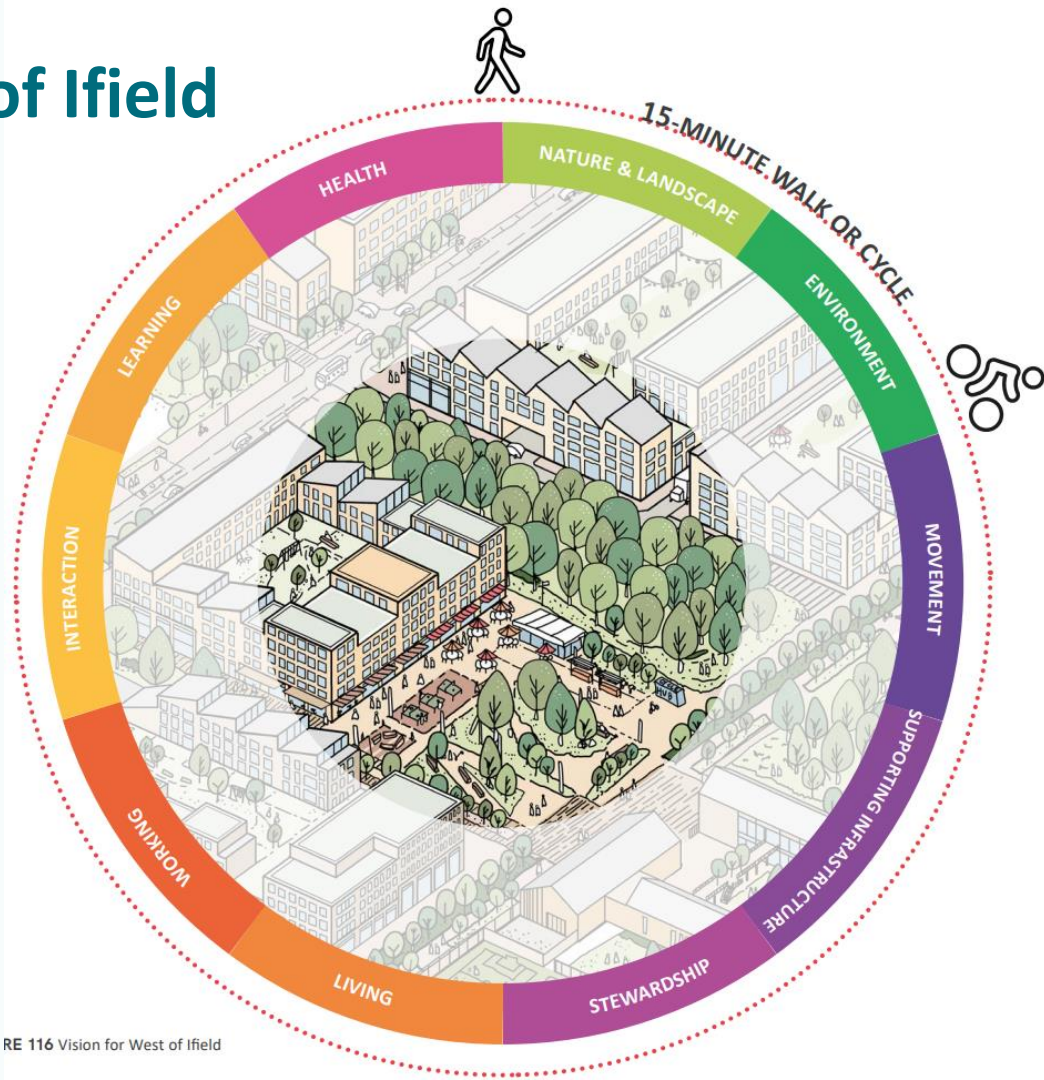 of Ifield
15-MINUTE WALK OR CYCLE
NATURE & LANDSCAPE
ENVIRONMENT
MOVEMENT
SUPPORTING INFRASTRUCTURE
STEWARDSHIP
LIVING
WORKING
INTERACTION
LEARNING
HEALTH
RE 116 Vision for West of Ifield